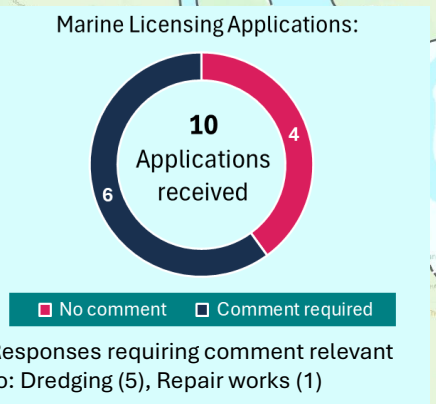 Marine Licensing Applications:
10
Applications
received
4
6
No comment
Comment required
esponses requiring comment relevant
o: Dredging (5), Repair works (1)